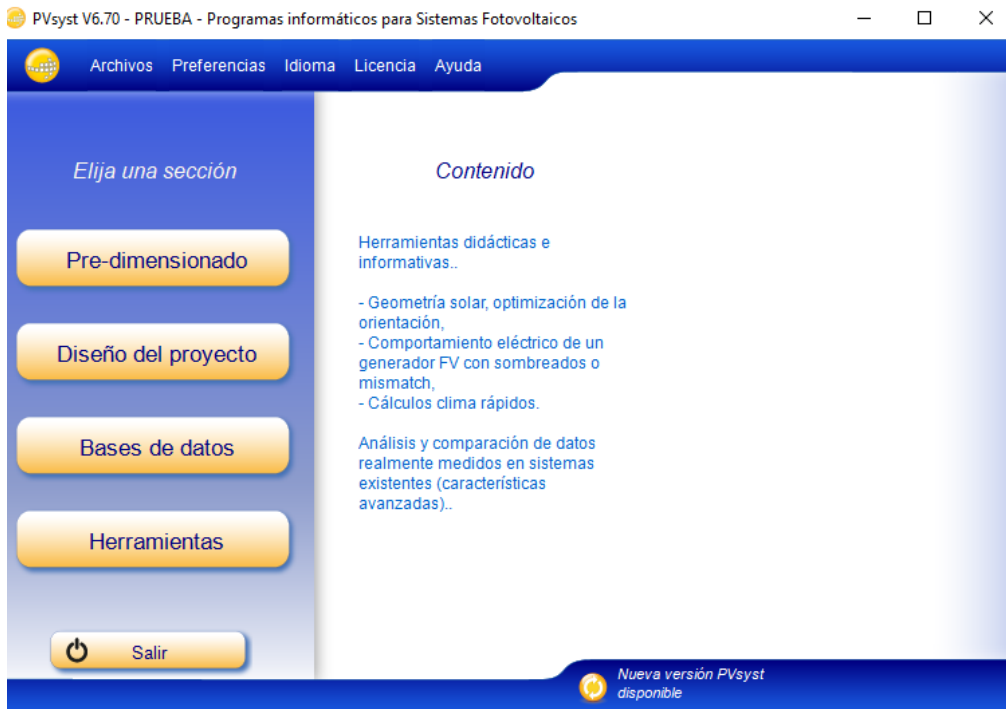 PVsyst V6.70 - PRUEBA - Programas informáticos para Sistemas Fotovoltaicos
Archivos Preferencias Idioma Licencia Ayuda
Elija una sección
Pre-dimensionado
Diseño del proyecto
Bases de datos
Herramientas
Salir
Contenido
Herramientas didácticas e
informativas..
- Geometría solar, optimización de la
orientación,
- Comportamiento eléctrico de un
generador FV con sombreados o
mismatch,
- Cálculos clima rápidos.
Análisis y comparación de datos
realmente medidos en sistemas
existentes (características
avanzadas)..
Nueva versión PVsyst
disponible